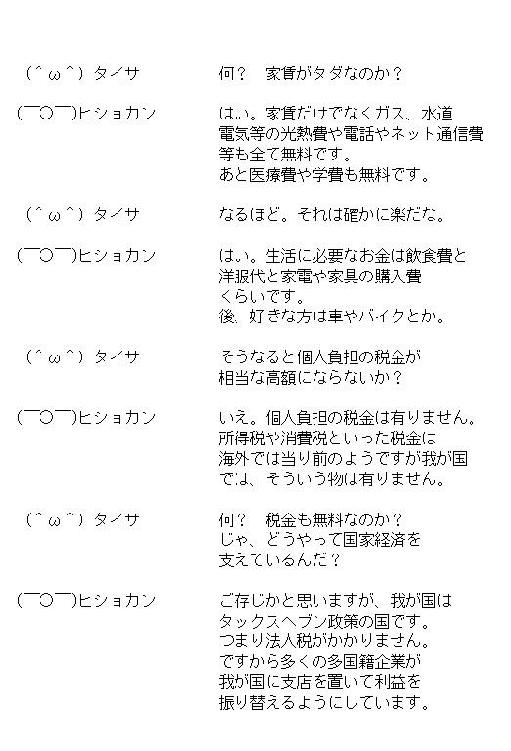 (＾ω＾) タイサ 何？　家賃がタダなのか？
(￣○￣)ヒショカン はい。家賃だけでなくガス、水道
電気等の光熱費や電話やネット通信費
等も全て無料です。
あと医療費や学費も無料です。
(＾ω＾) タイサ なるほど。それは確かに楽だな。
(￣○￣)ヒショカン はい。生活に必要なお金は飲食費と
洋服代と家電や家具の購入費
くらいです。
後、好きな方は車やバイクとか。
(＾ω＾) タイサ そうなると個人負担の税金が
相当な高額にならないか？
(￣○￣)ヒショカン いえ。個人負担の税金は有りません。
所得税や消費税といった税金は
海外では当り前のようですが我が国
では、そういう物は有りません。
(＾ω＾) タイサ 何？　税金も無料なのか？
じゃ、どうやって国家経済を
支えているんだ？
(￣○￣)ヒショカン ご存じかと思いますが、我が国は
タックスヘブン政策の国です。
つまり法人税がかかりません。
ですから多くの多国籍企業が
我が国に支店を置いて利益を
振り替えるようにしています。